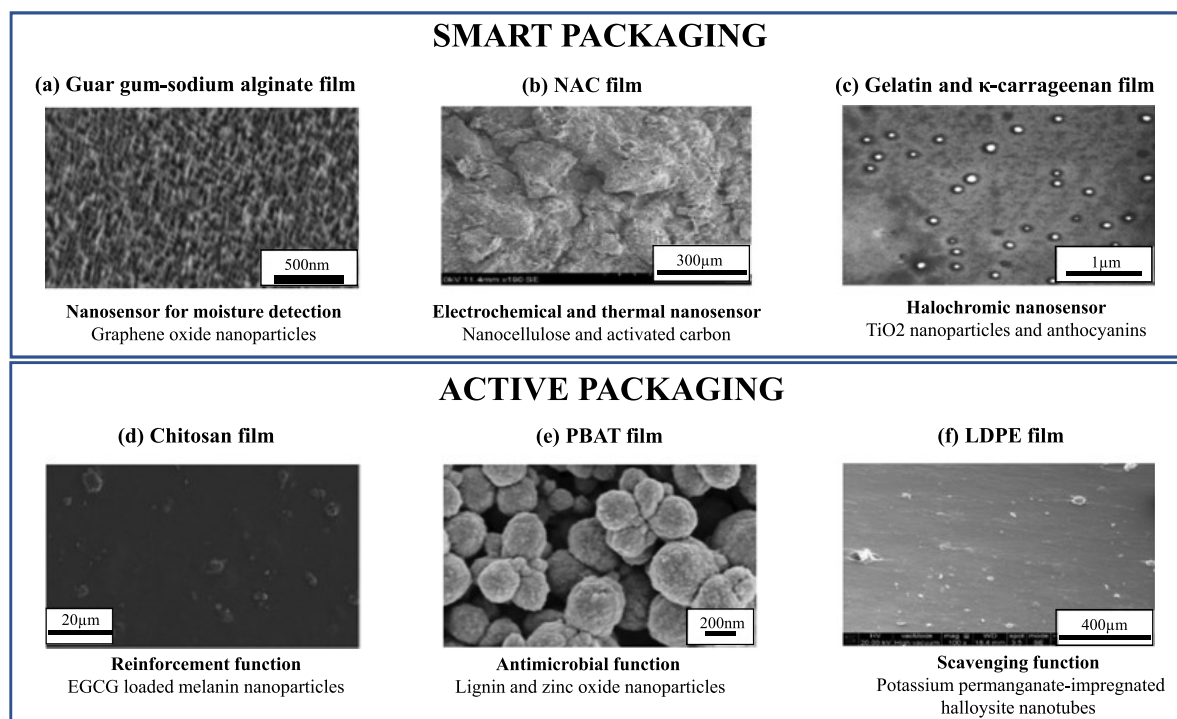 SMART PACKAGING
(a) Guar gum-sodium alginate film
(b) NAC film
(c) Gelatin and κ-carrageenan film
500nm
300µm
1µm
Nanosensor for moisture detection
Graphene oxide nanoparticles
Electrochemical and thermal nanosensor
Nanocellulose and activated carbon
Halochromic nanosensor
TiO2 nanoparticles and anthocyanins
ACTIVE PACKAGING
(d) Chitosan film
(e) PBAT film
(f) LDPE film
20µm
200nm
400µm
Reinforcement function
EGCG loaded melanin nanoparticles
Antimicrobial function
Lignin and zinc oxide nanoparticles
Scavenging function
Potassium permanganate-impregnated
halloysite nanotubes